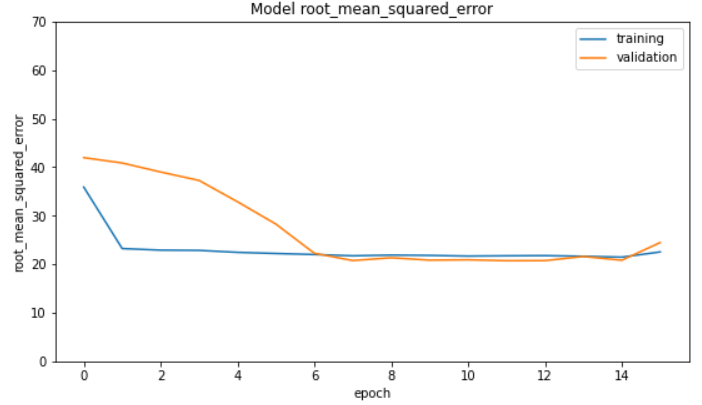 Model root_mean_squared_error
training
validation
root_mean_squared_error
70
60
50
40
30
20
10
0
0 2 4 6 8 10 12 14
epoch